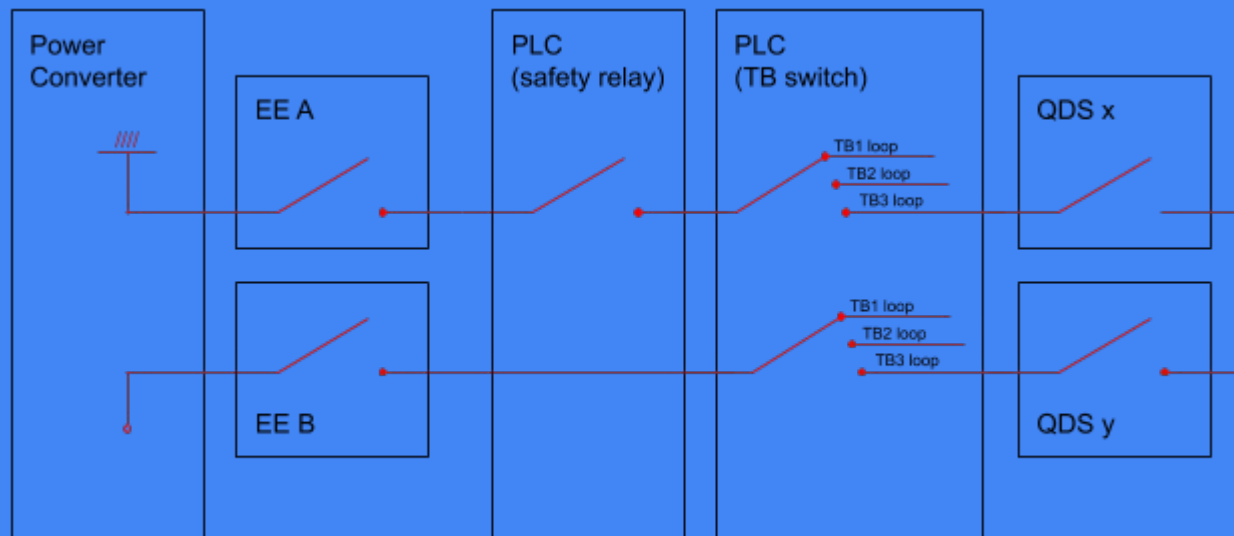 Power
Converter
EE A
PLC
(safety relay)
PLC
(TB switch)
TB1 loop
TB2 loop
TB3 loop
QDS x
EE B
TB1 loop
TB2 loop
TB3 loop
QDS y